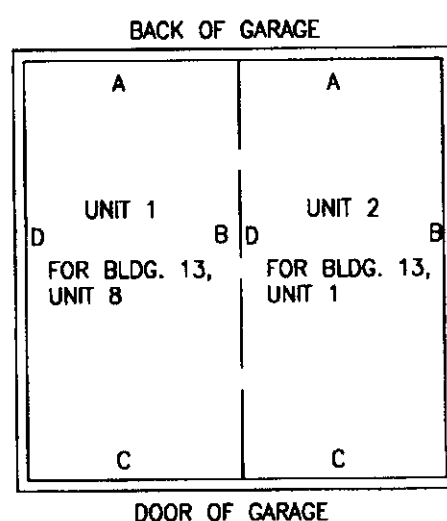 BACK OF GARAGE
A
A
UNIT 1
UNIT 2
D
B
D
B
FOR BLDG. 13,
UNIT 8
FOR BLDG. 13,
UNIT 1
C
C
DOOR OF GARAGE